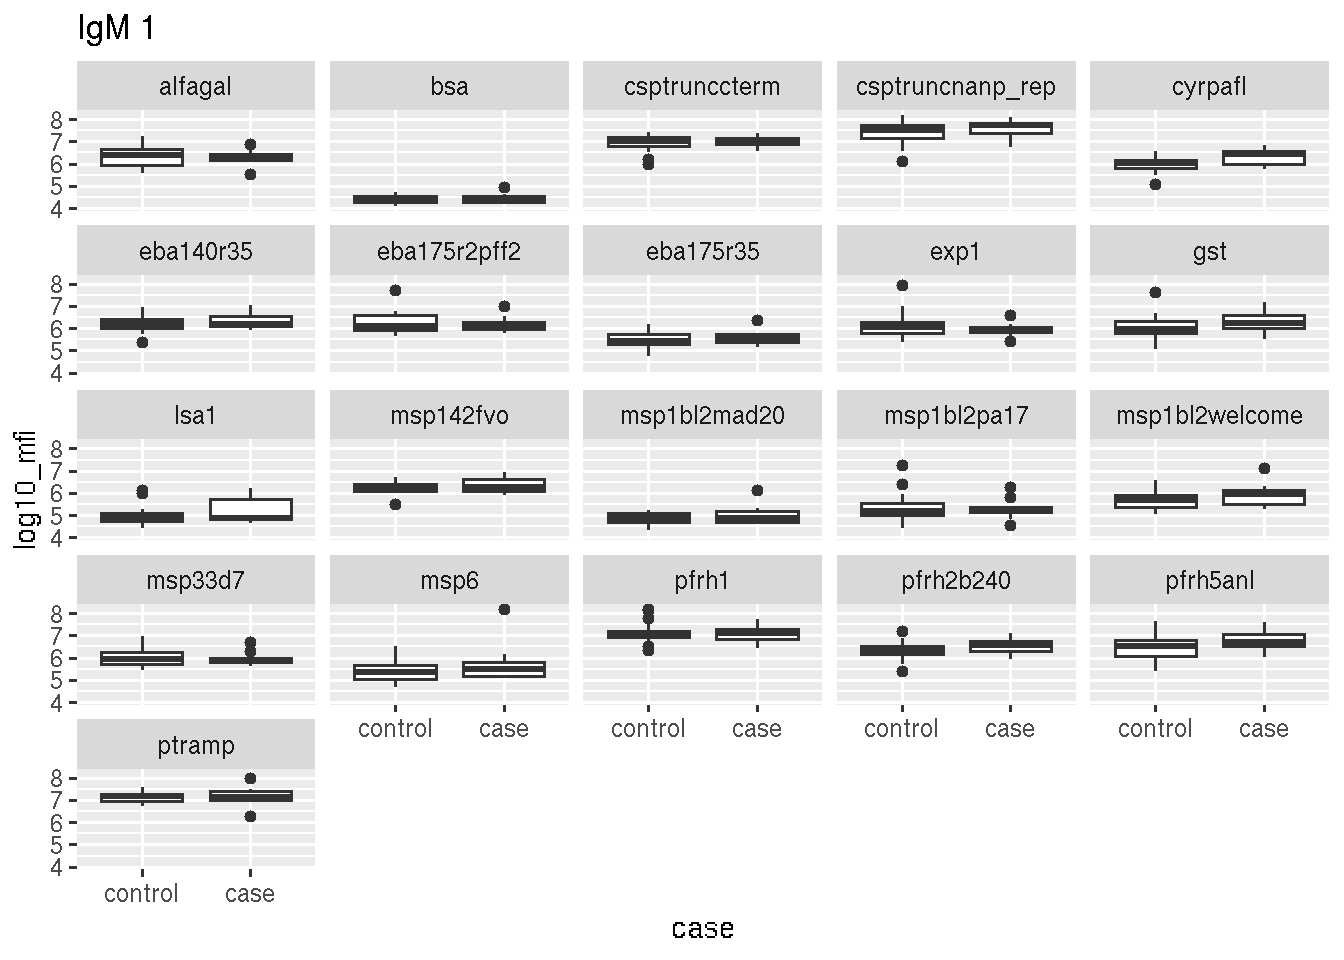 IgM 1
alfagal bsa csptrunccterm csptruncnanp_rep cyrpafl
8
7
6
5
4
eba140r35 eba175r2pff2 eba175r35 exp1 gst
8
7
6
5
4
lsa1 msp142fvo msp1bl2mad20 msp1bl2pa17 msp1bl2welcome
8
7
6
5
4
log10_mfi
msp33d7 msp6 pfrh1 pfrh2b240 pfrh5anl
8
7
6
5
4
control case control case control case control case
ptramp
8
7
6
5
4
control case
case